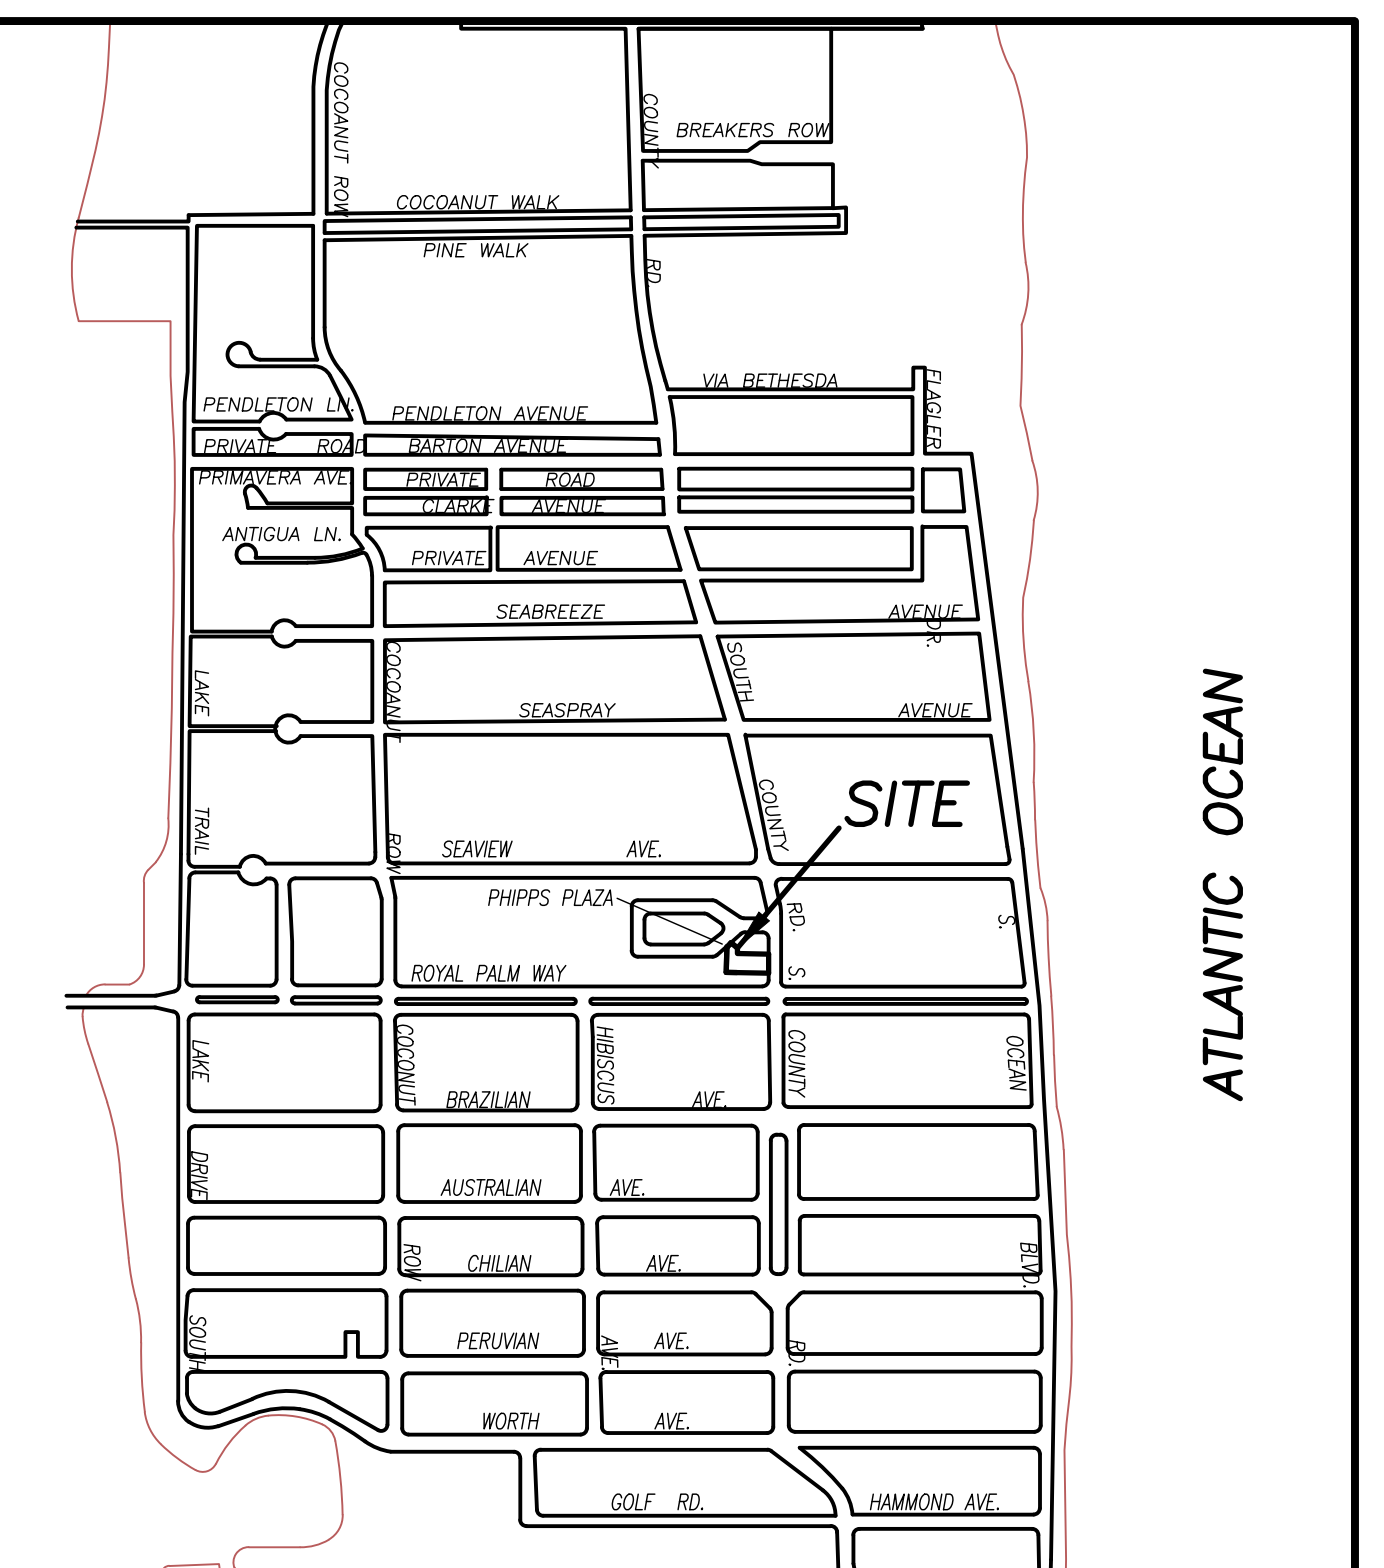 COCOANUT ROW
COUNTY
BREAKERS ROW
COCOANUT WALK
PINE WALK
RD.
VIA BETHESDA
FLAGLER
PENDLETON LN.
PENDLETON AVENUE
PRIVATE ROAD
BARTON AVENUE
PRIMAVERA AVE.
PRIVATE ROAD
CLARKE AVENUE
ANTIGUA LN.
PRIVATE AVENUE
SEABREEZE AVENUE
DR.
LAKE
COCOANUT
SOUTH
SEASPRAY AVENUE
ATLANTIC OCEAN
SITE
COUNTY
TRAIL
ROW
SEAVIEW AVE.
PHIPPS PLAZA
RD.
S.
ROYAL PALM WAY
S.
LAKE
COCONUT
HIBISCUS
COUNTY
OCEAN
BRAZILIAN AVE.
DRIVE
AUSTRALIAN AVE.
ROW
CHILIAN AVE.
BLVD.
SOUTH
PERUVIAN AVE.
AVE.
RD.
WORTH AVE.
GOLF RD.
HAMMOND AVE.